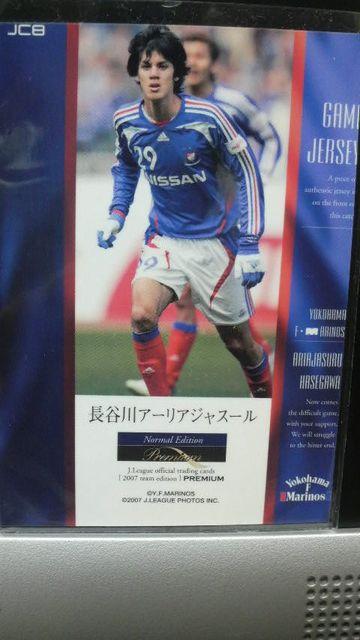 JC8
GAME
JERSEY
A piece of
authentic jersey is
on the front of
this card
29
NISSAN
29
YOKOHAMA
F・MARINOS
ARIAJASURU
HASEGAWA
Now comes
the difficult game,
with your support,
We will struggle
to the bitter end.
長谷川アーリアジャスール
Normal Edition
Premium
J.League official trading cards
[ 2007 team edition ] PREMIUM
©Y.F.MARINOS
©2007 J.LEAGUE PHOTOS INC.
Yokohama
F
Marinos